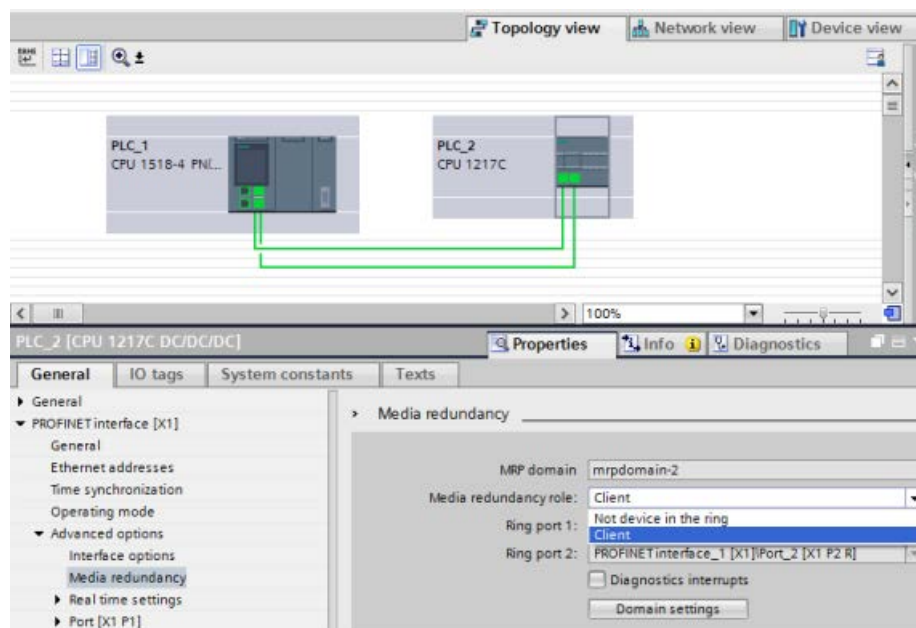 Topology view
Network view
Device view
PLC_1
CPU 1518-4 PN(...
PLC_2
CPU 1217C
100%
PLC_2 [CPU 1217C DC/DC/DC]
Properties
Info
Diagnostics
General
IO tags
System constants
Texts
General
PROFINET interface [X1]
General
Ethernet addresses
Time synchronization
Operating mode
Advanced options
Interface options
Media redundancy
Real time settings
Port [X1 P1]
Media redundancy
MRP domain mrpdomain-2
Media redundancy role: Client
Ring port 1: Not device in the ring
Client
Ring port 2: PROFINET interface_1 [X1]\Port_2 [X1 P2 R]
Diagnostics interrupts
Domain settings